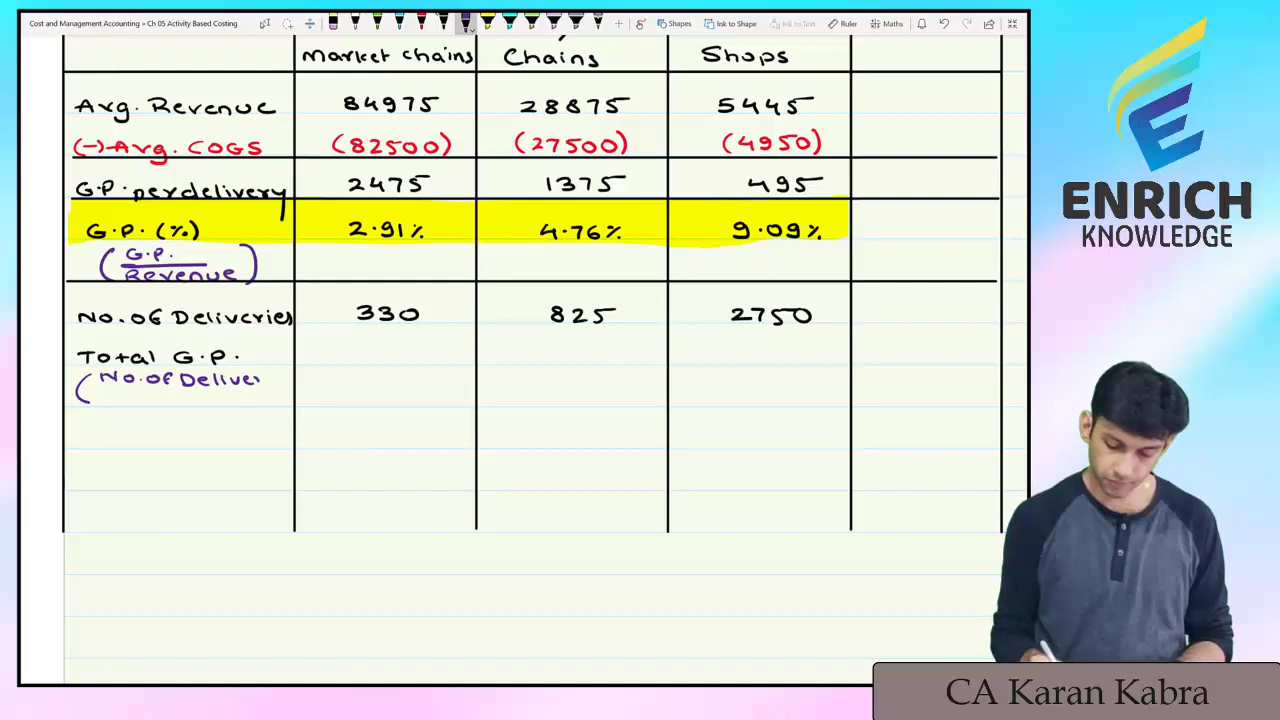 Cost and Management Accounting » Ch 05 Activity Based Costing
Shapes Ink to Shape Ink to Text Ruler Maths
Market Chains Chains Shops
Avg. Revenue 84975 28875 5445
(-) Avg. COGS (82500) (27500) (4950)
G.P. per delivery 2475 1375 495
G.P. (%) 2.91% 4.76% 9.09%
(G.P.
Revenue)
No. of Deliveries 330 825 2750
Total G.P.
(No. of Deliver
ENRICH
KNOWLEDGE
CA Karan Kabra